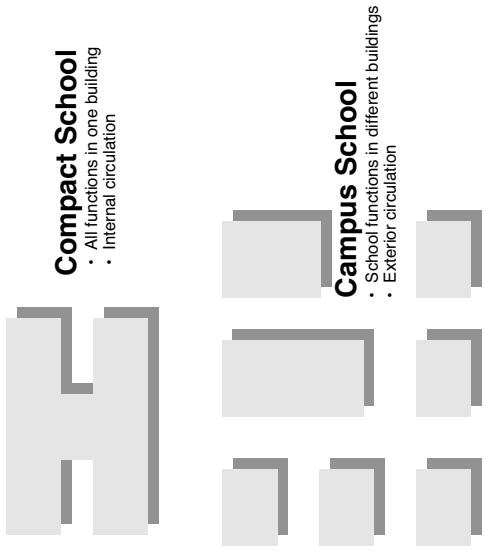 Compact School
· All functions in one building
· Internal circulation
Campus School
· School functions in different buildings
· Exterior circulation